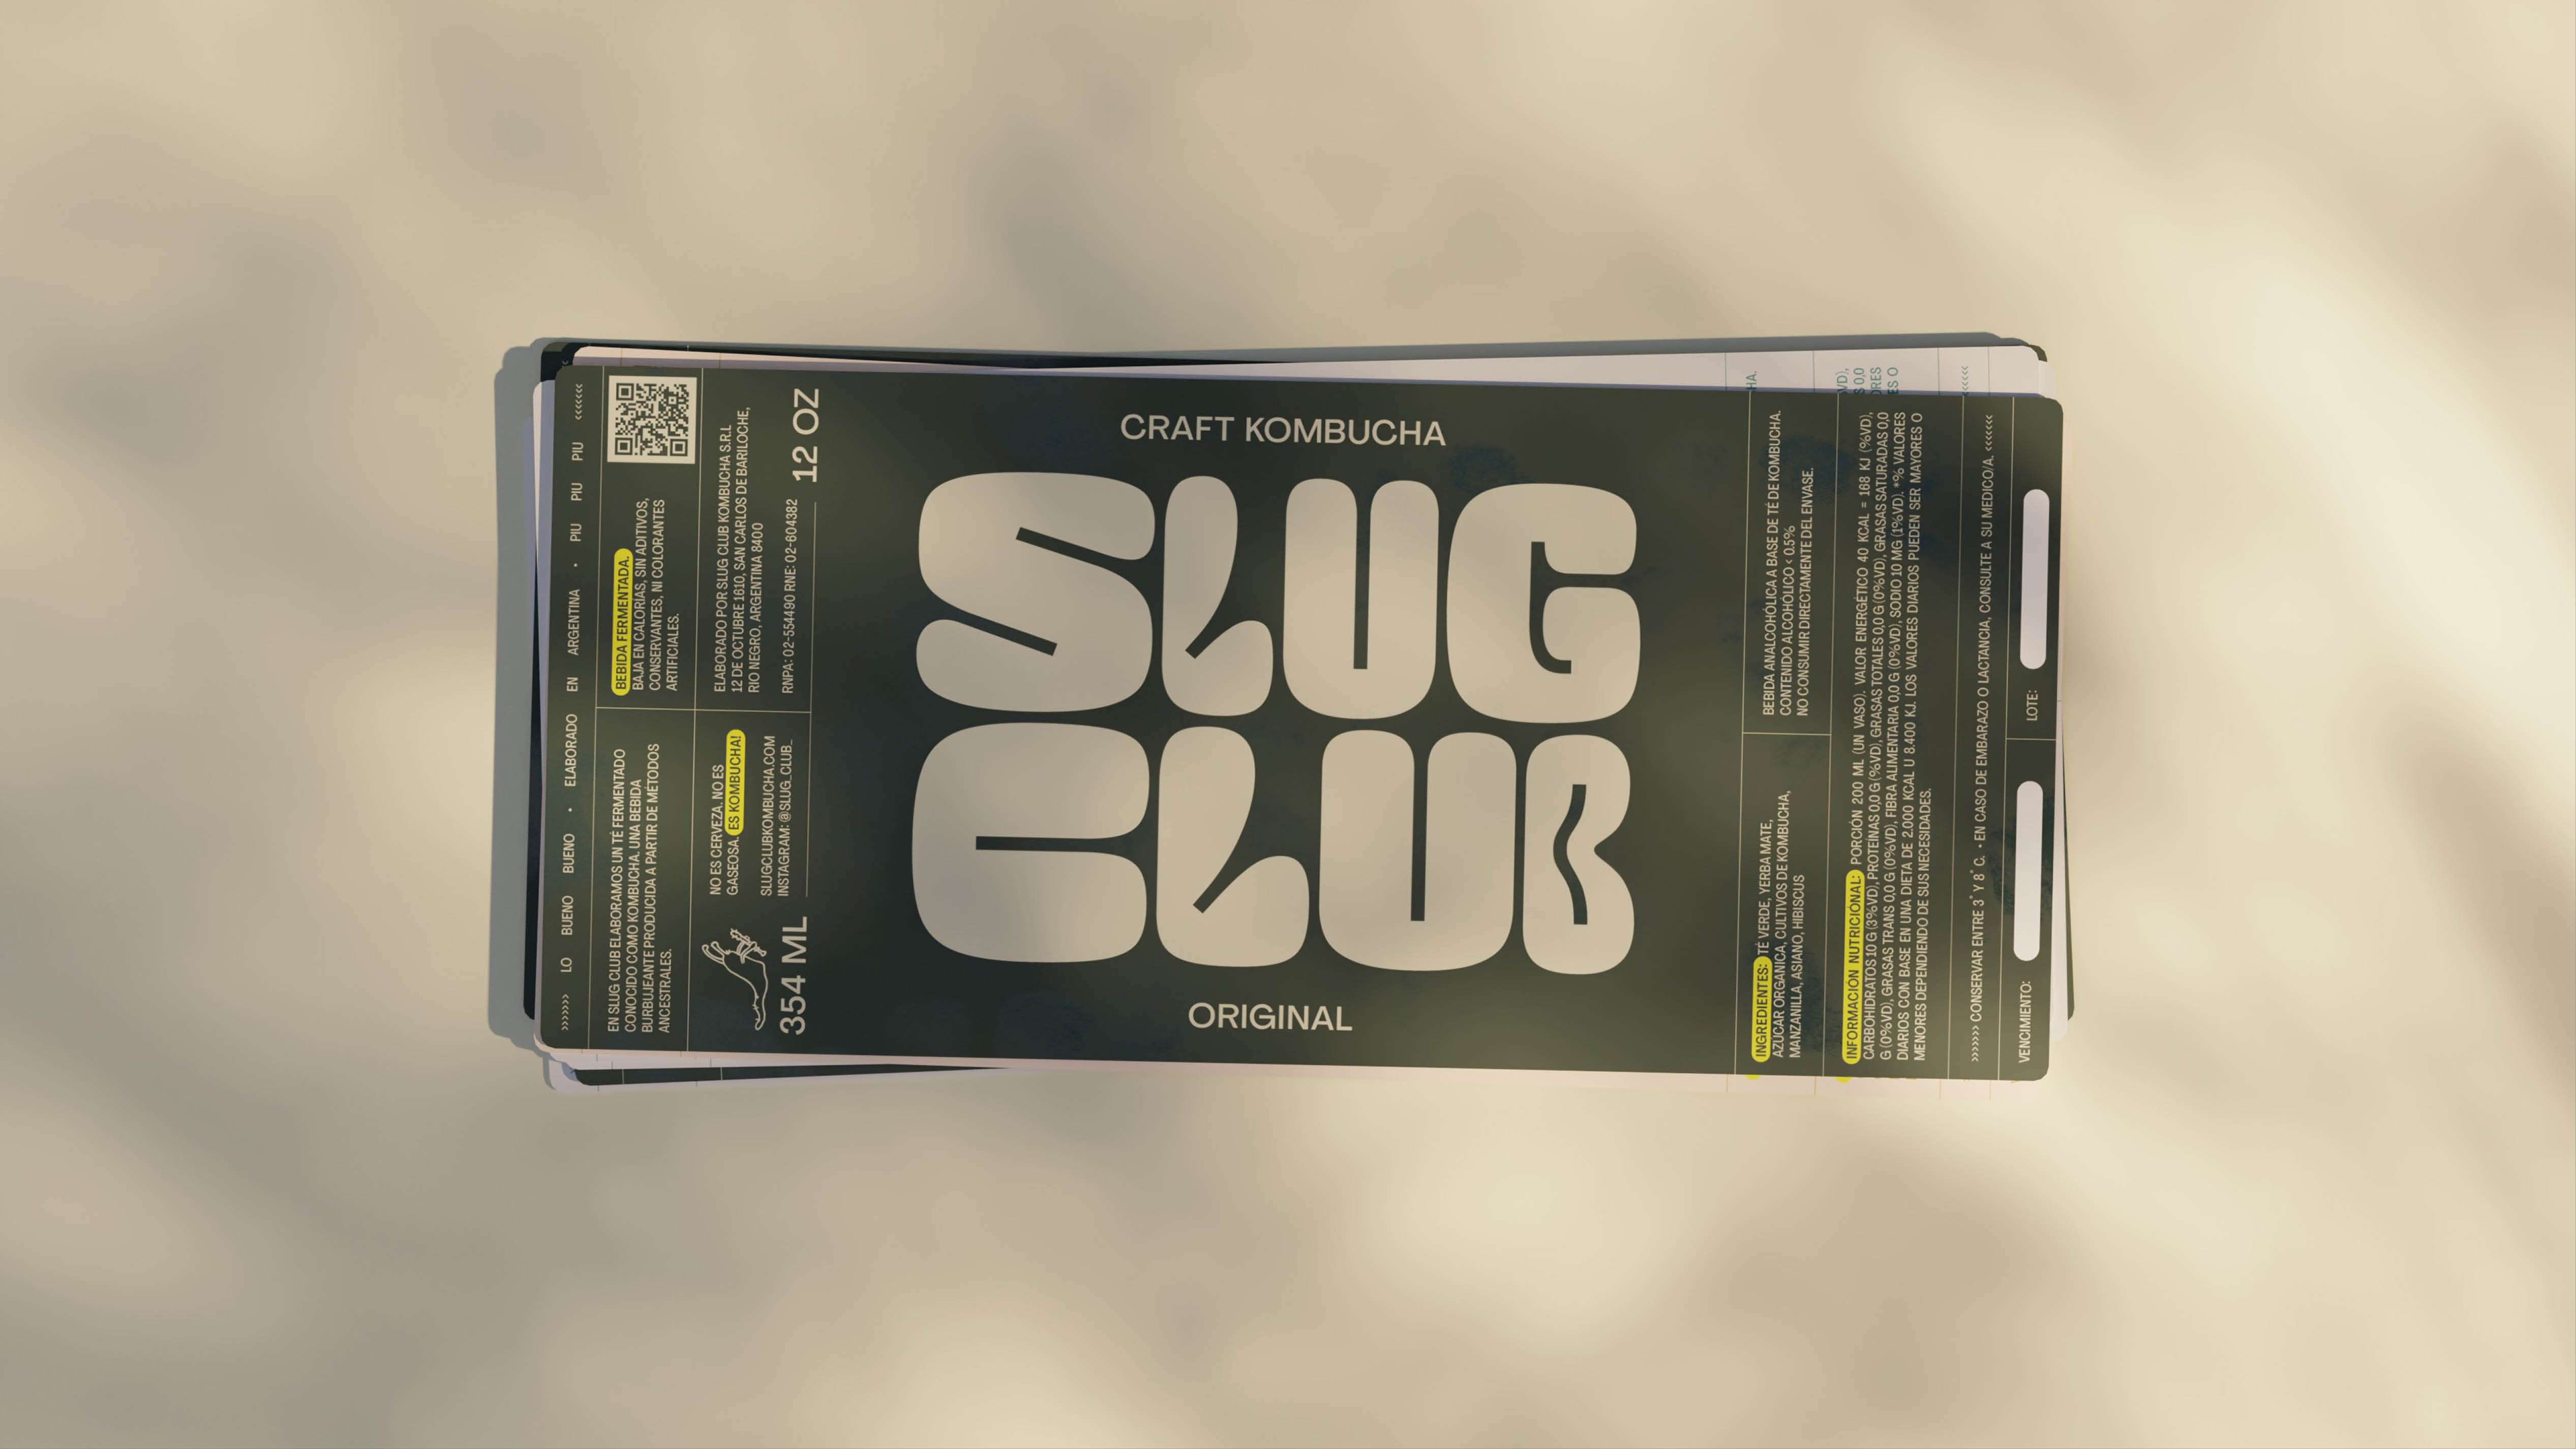 >>>>>>> LO BUENO BUENO • ELABORADO EN ARGENTINA • PIU PIU PIU <<<<<<<
EN SLUG CLUB ELABORAMOS UN TÉ FERMENTADO
CONOCIDO COMO KOMBUCHA. UNA BEBIDA
BURBUJEANTE PRODUCIDA A PARTIR DE MÉTODOS
ANCESTRALES.
BEBIDA FERMENTADA.
BAJA EN CALORÍAS, SIN ADITIVOS,
CONSERVANTES, NI COLORANTES
ARTIFICIALES.
NO ES CERVEZA. NO ES
GASEOSA. ES KOMBUCHA!
SLUGCLUBKOMBUCHA.COM
INSTAGRAM: @SLUG_CLUB_
ELABORADO POR SLUG CLUB KOMBUCHA S.R.L
12 DE OCTUBRE 1610, SAN CARLOS DE BARILOCHE,
RIO NEGRO, ARGENTINA 8400
RNPA: 02-554490 RNE: 02-604382
354 ML
12 OZ
CRAFT KOMBUCHA
SLUG
CLUB
ORIGINAL
INGREDIENTES: TÉ VERDE, YERBA MATE,
AZUCAR ORGANICA, CULTIVOS DE KOMBUCHA,
MANZANILLA, ASIANO, HIBISCUS
BEBIDA ANALCOHÓLICA A BASE DE TÉ DE KOMBUCHA.
CONTENIDO ALCOHÓLICO < 0.5%
NO CONSUMIR DIRECTAMENTE DEL ENVASE.
INFORMACIÓN NUTRICIÓNAL: PORCIÓN 200 ML (UN VASO). VALOR ENERGÉTICO 40 KCAL = 168 KJ (%VD),
CARBOHIDRATOS 10 G (3%VD), PROTEÍNAS 0,0 G (%VD), GRASAS TOTALES 0,0 G (0%VD), GRASAS SATURADAS 0,0
G (0%VD), GRASAS TRANS 0,0 G (0%VD), FIBRA ALIMENTARIA 0,0 G (0%VD), SODIO 10 MG (1%VD). *% VALORES
DIARIOS CON BASE EN UNA DIETA DE 2.000 KCAL U 8.400 KJ. LOS VALORES DIARIOS PUEDEN SER MAYORES O
MENORES DEPENDIENDO DE SUS NECESIDADES.
>>>>>>> CONSERVAR ENTRE 3° Y 8° C. • EN CASO DE EMBARAZO O LACTANCIA, CONSULTE A SU MEDICO/A. <<<<<<<
VENCIMIENTO:
LOTE:
HA.
VD),
S 0,0
RES
ES O